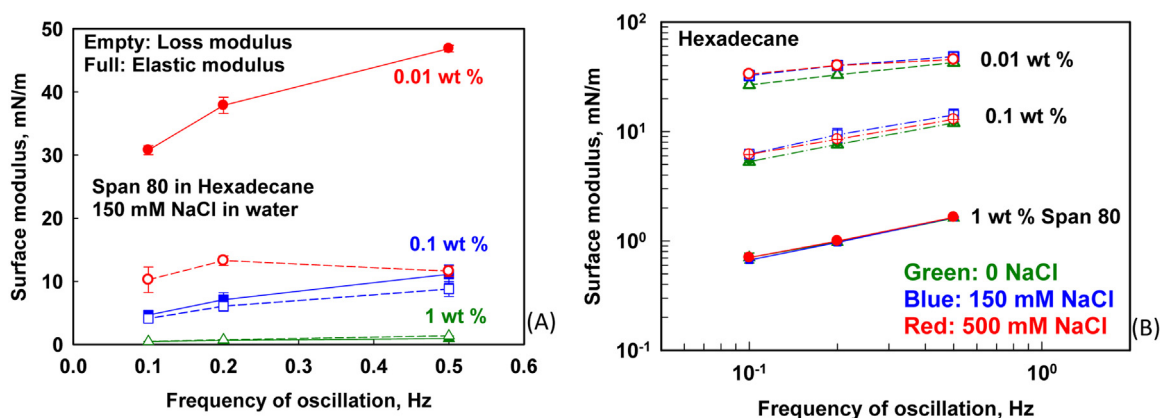 Surface modulus, mN/m
50
40
30
20
10
0
Empty: Loss modulus
Full: Elastic modulus
0.01 wt %
Span 80 in Hexadecane
150 mM NaCl in water
0.1 wt %
1 wt %
0.0 0.1 0.2 0.3 0.4 0.5 0.6
Frequency of oscillation, Hz
(A)
Surface modulus, mN/m
10²
10¹
10⁰
10⁻¹
Hexadecane
0.01 wt %
0.1 wt %
1 wt % Span 80
Green: 0 NaCl
Blue: 150 mM NaCl
Red: 500 mM NaCl
10⁻¹ 10⁰
Frequency of oscillation, Hz
(B)